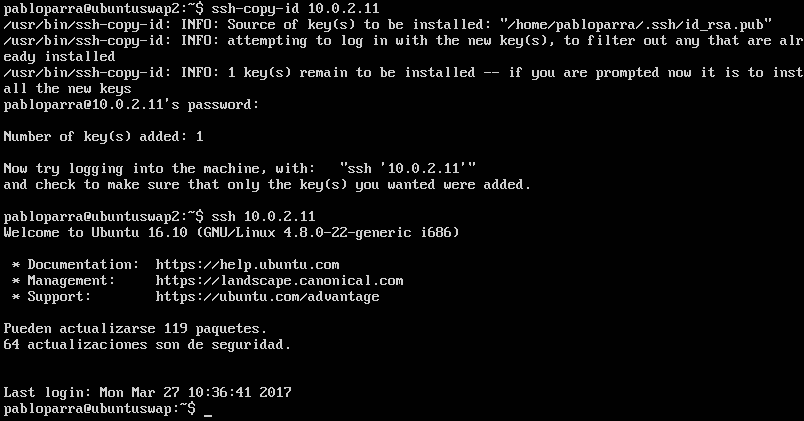 pabloparra@ubuntuswap2:~$ ssh-copy-id 10.0.2.11
/usr/bin/ssh-copy-id: INFO: Source of key(s) to be installed: "/home/pabloparra/.ssh/id_rsa.pub"
/usr/bin/ssh-copy-id: INFO: attempting to log in with the new key(s), to filter out any that are alr
eady installed
/usr/bin/ssh-copy-id: INFO: 1 key(s) remain to be installed -- if you are prompted now it is to inst
all the new keys
pabloparra@10.0.2.11's password:
Number of key(s) added: 1
Now try logging into the machine, with:   "ssh '10.0.2.11'"
and check to make sure that only the key(s) you wanted were added.
pabloparra@ubuntuswap2:~$ ssh 10.0.2.11
Welcome to Ubuntu 16.10 (GNU/Linux 4.8.0-22-generic i686)
 * Documentation:  https://help.ubuntu.com
 * Management:     https://landscape.canonical.com
 * Support:        https://ubuntu.com/advantage
Pueden actualizarse 119 paquetes.
64 actualizaciones son de seguridad.
Last login: Mon Mar 27 10:36:41 2017
pabloparra@ubuntuswap:~$ _